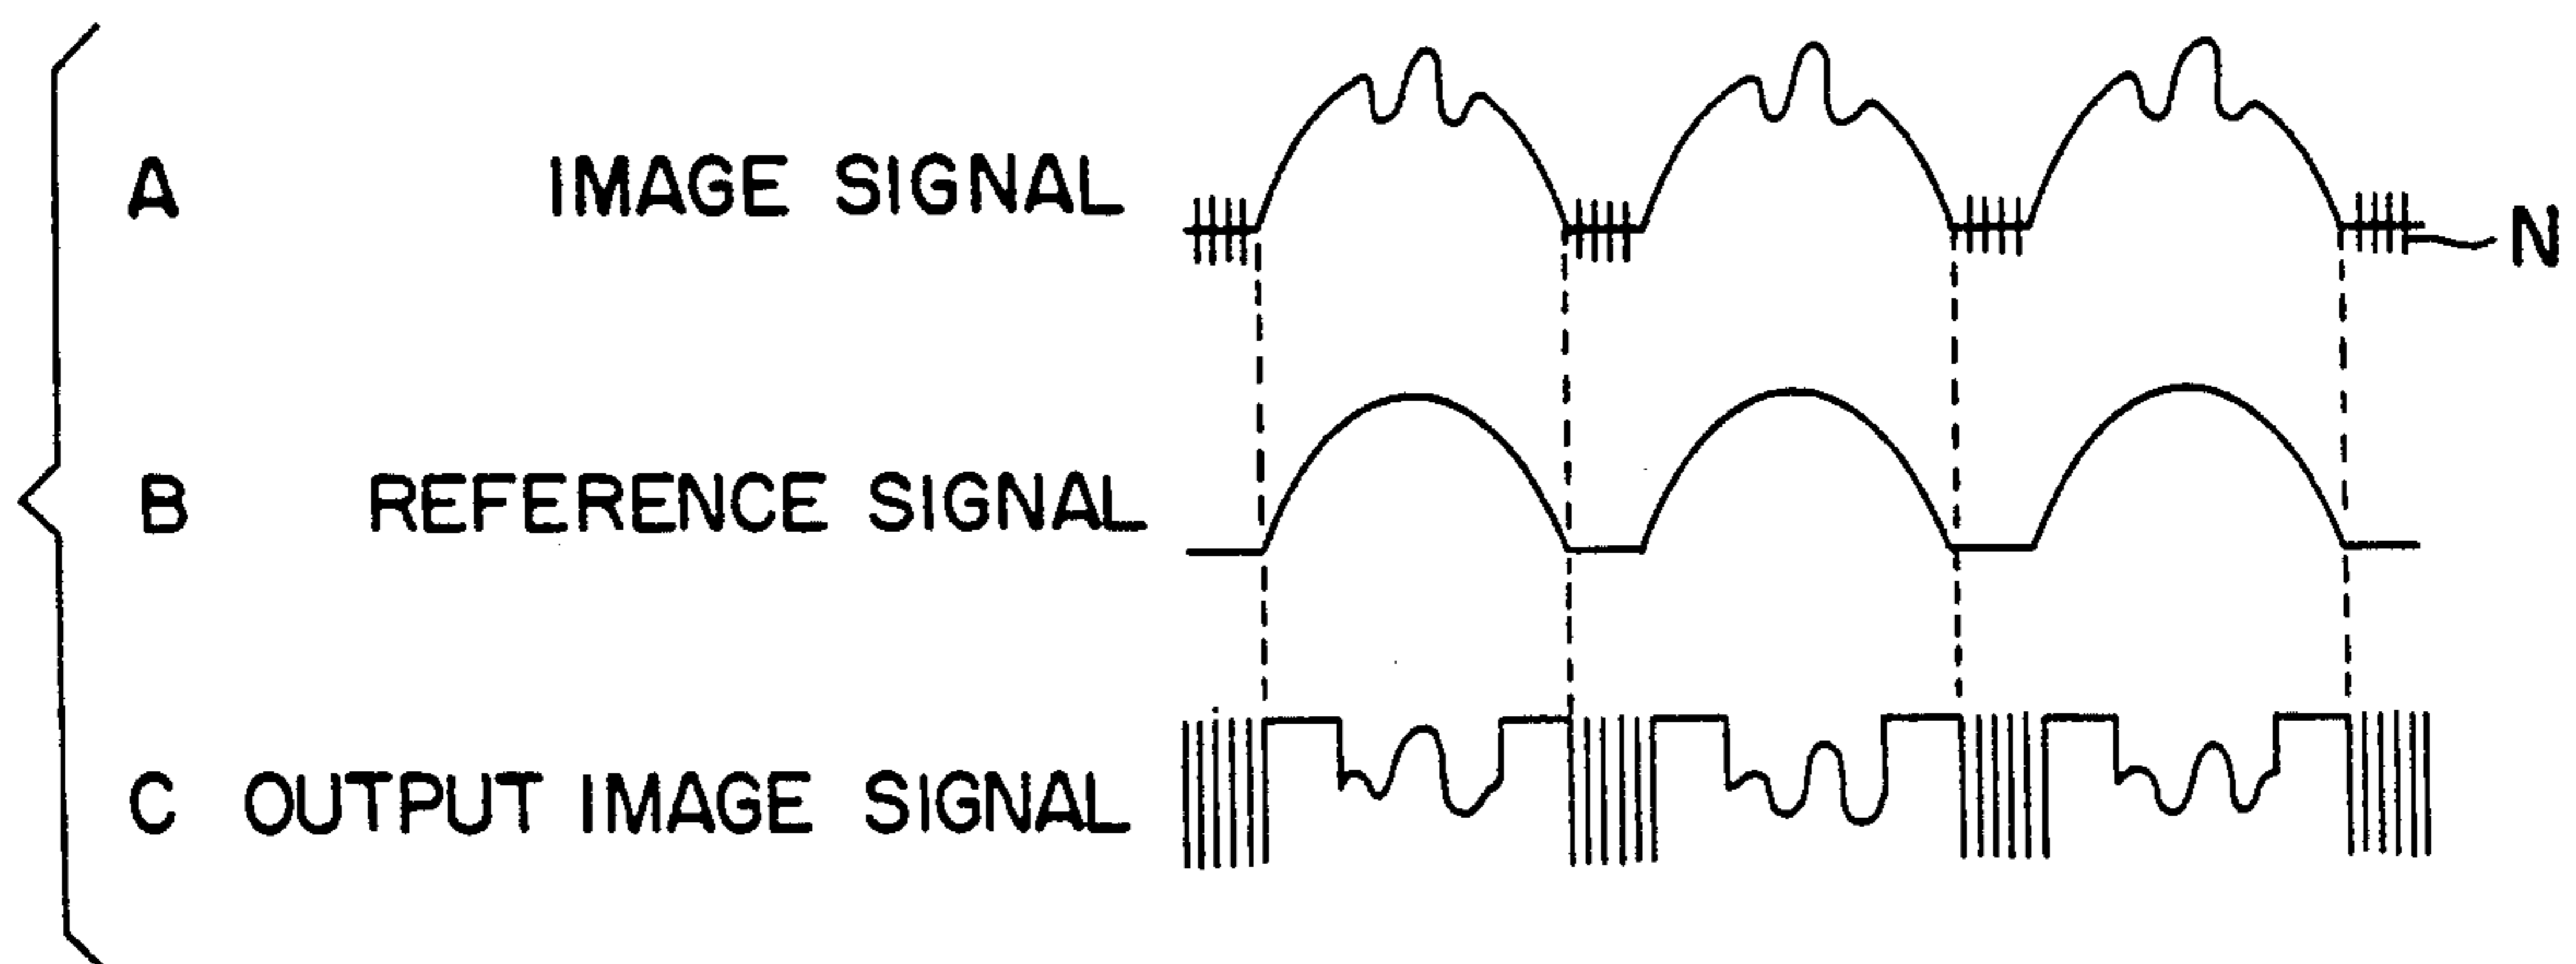 A IMAGE SIGNAL
N
B REFERENCE SIGNAL
C OUTPUT IMAGE SIGNAL